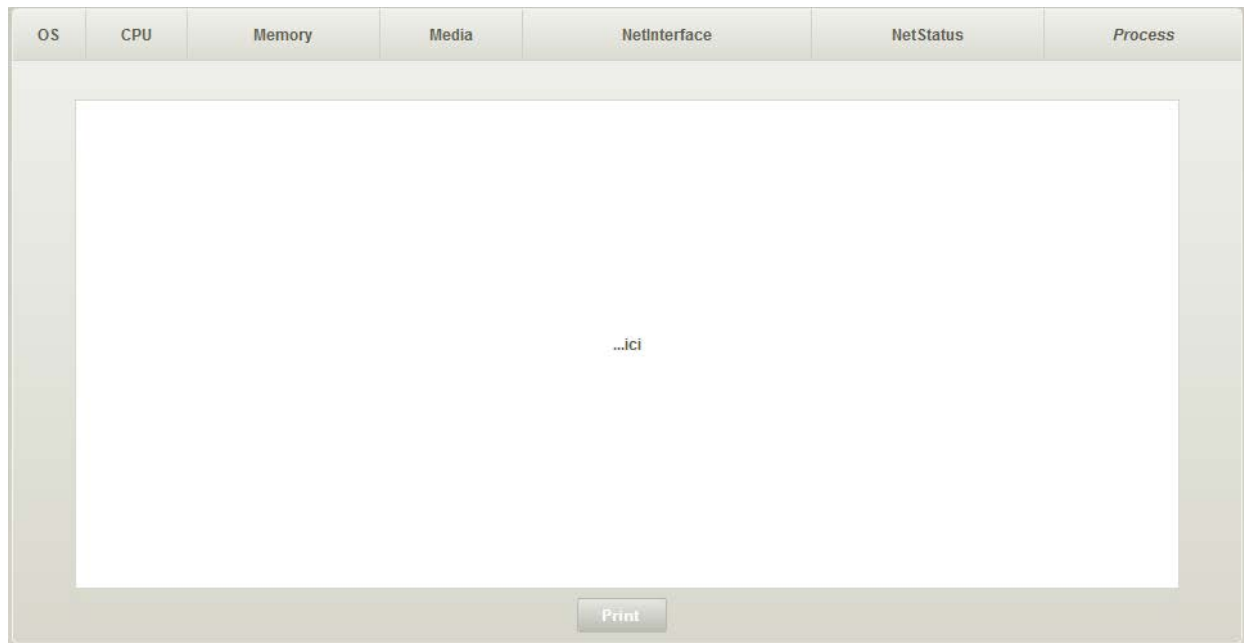 OS CPU Memory Media NetInterface NetStatus Process
...ici
Print